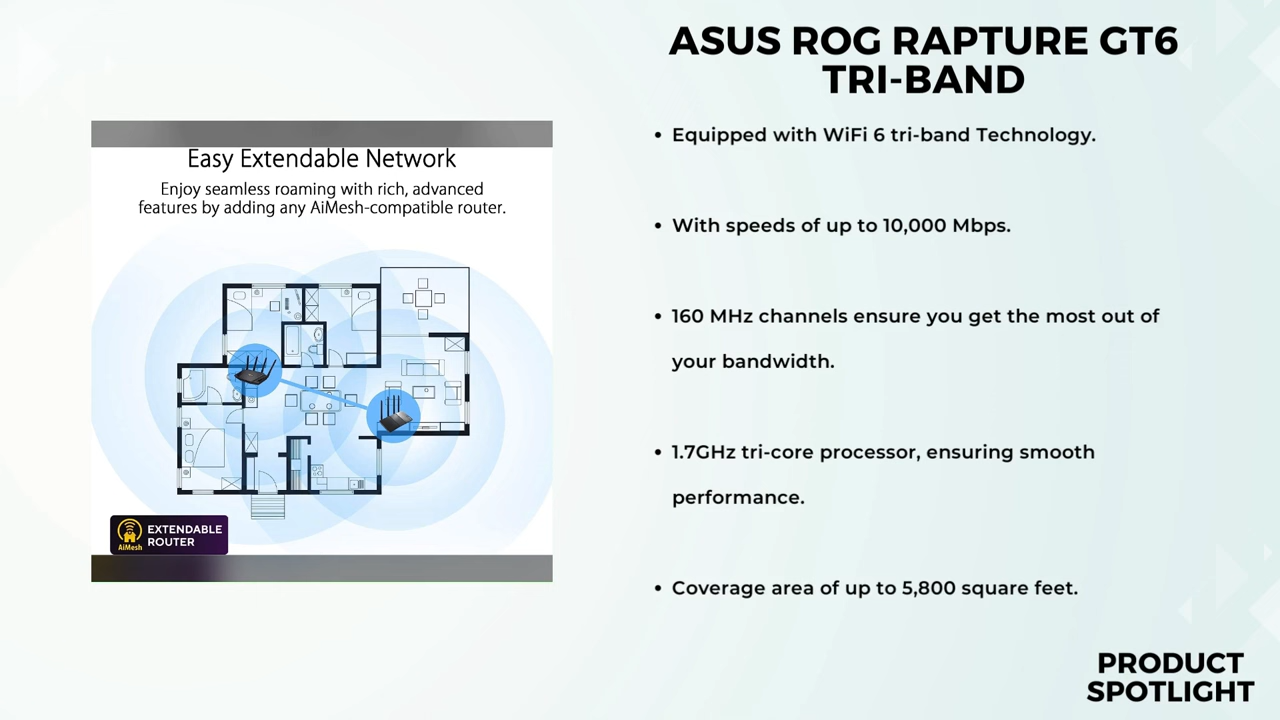 ASUS ROG RAPTURE GT6
TRI-BAND
Easy Extendable Network
Enjoy seamless roaming with rich, advanced
features by adding any AiMesh-compatible router.
AiMesh
EXTENDABLE
ROUTER
• Equipped with WiFi 6 tri-band Technology.
• With speeds of up to 10,000 Mbps.
• 160 MHz channels ensure you get the most out of
your bandwidth.
• 1.7GHz tri-core processor, ensuring smooth
performance.
• Coverage area of up to 5,800 square feet.
PRODUCT
SPOTLIGHT